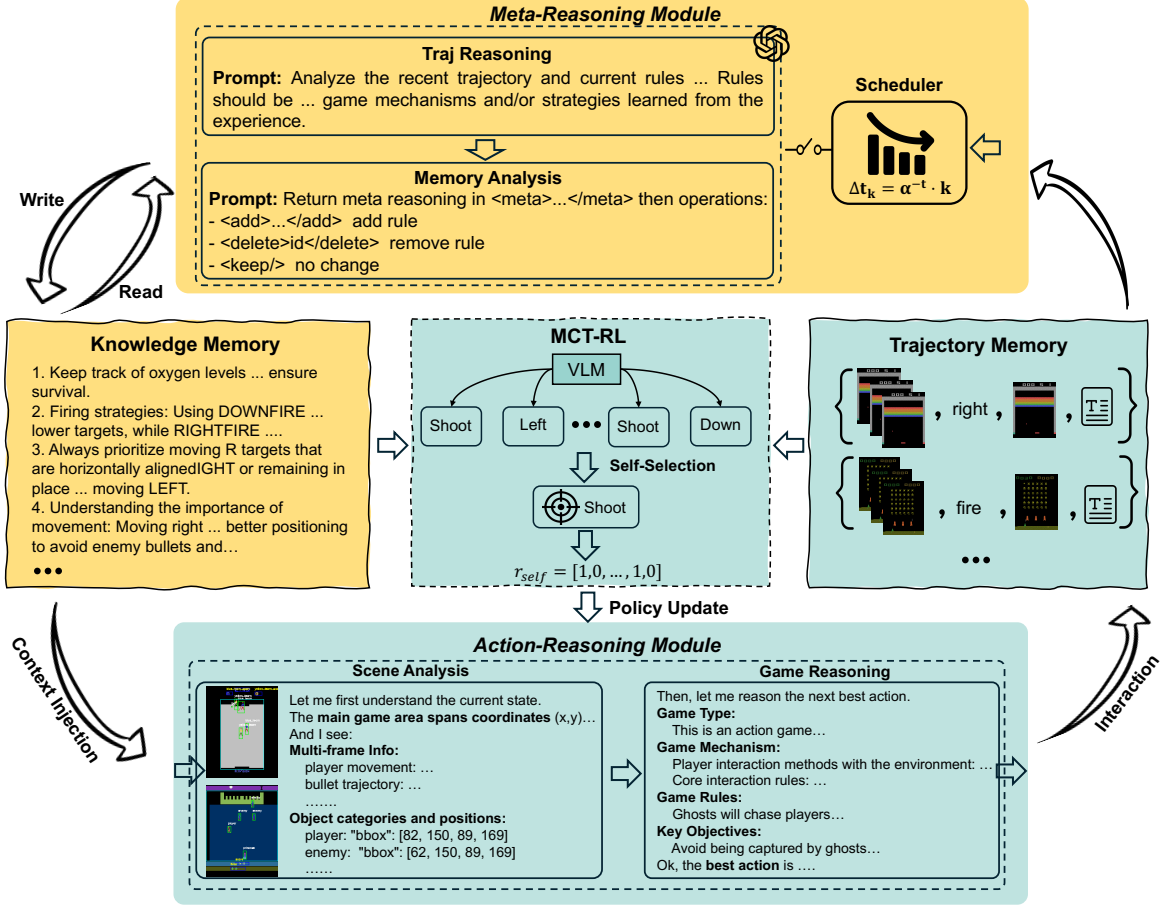 Meta-Reasoning Module
Traj Reasoning
Prompt: Analyze the recent trajectory and current rules ... Rules
should be ... game mechanisms and/or strategies learned from the
experience.
Memory Analysis
Prompt: Return meta reasoning in <meta>...</meta> then operations:
- <add>...</add> add rule
- <delete>id</delete> remove rule
- <keep/> no change
Scheduler
Δt_k = α^{-t} · k
Write
Read
Knowledge Memory
1. Keep track of oxygen levels ... ensure
survival.
2. Firing strategies: Using DOWNFIRE ...
lower targets, while RIGHTFIRE ....
3. Always prioritize moving R targets that
are horizontally alignedIGHT or remaining in
place ... moving LEFT.
4. Understanding the importance of
movement: Moving right ... better positioning
to avoid enemy bullets and…
•••
MCT-RL
VLM
Shoot
Left
•••
Shoot
Down
Self-Selection
Shoot
r_self = [1,0, … , 1,0]
Policy Update
Trajectory Memory
{ , right , , T }
{ , fire , , T }
•••
Context Injection
Interaction
Action-Reasoning Module
Scene Analysis
Let me first understand the current state.
The main game area spans coordinates (x,y)…
And I see:
Multi-frame Info:
player movement: …
bullet trajectory: …
…….
Object categories and positions:
player: "bbox": [82, 150, 89, 169]
enemy: "bbox": [62, 150, 89, 169]
……
Game Reasoning
Then, let me reason the next best action.
Game Type:
This is an action game…
Game Mechanism:
Player interaction methods with the environment: …
Core interaction rules: …
Game Rules:
Ghosts will chase players…
Key Objectives:
Avoid being captured by ghosts…
Ok, the best action is ….